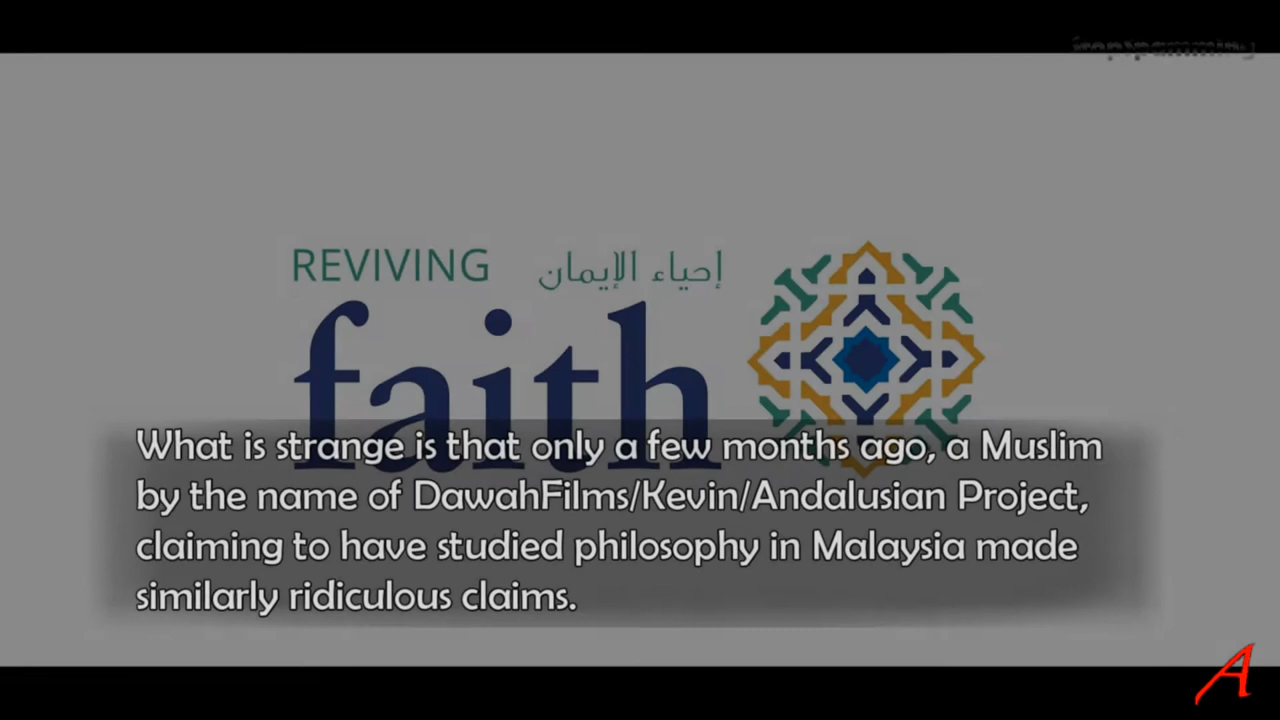 REVIVING إحياء الإيمان
faith
What is strange is that only a few months ago, a Muslim
by the name of DawahFilms/Kevin/Andalusian Project,
claiming to have studied philosophy in Malaysia made
similarly ridiculous claims.
A